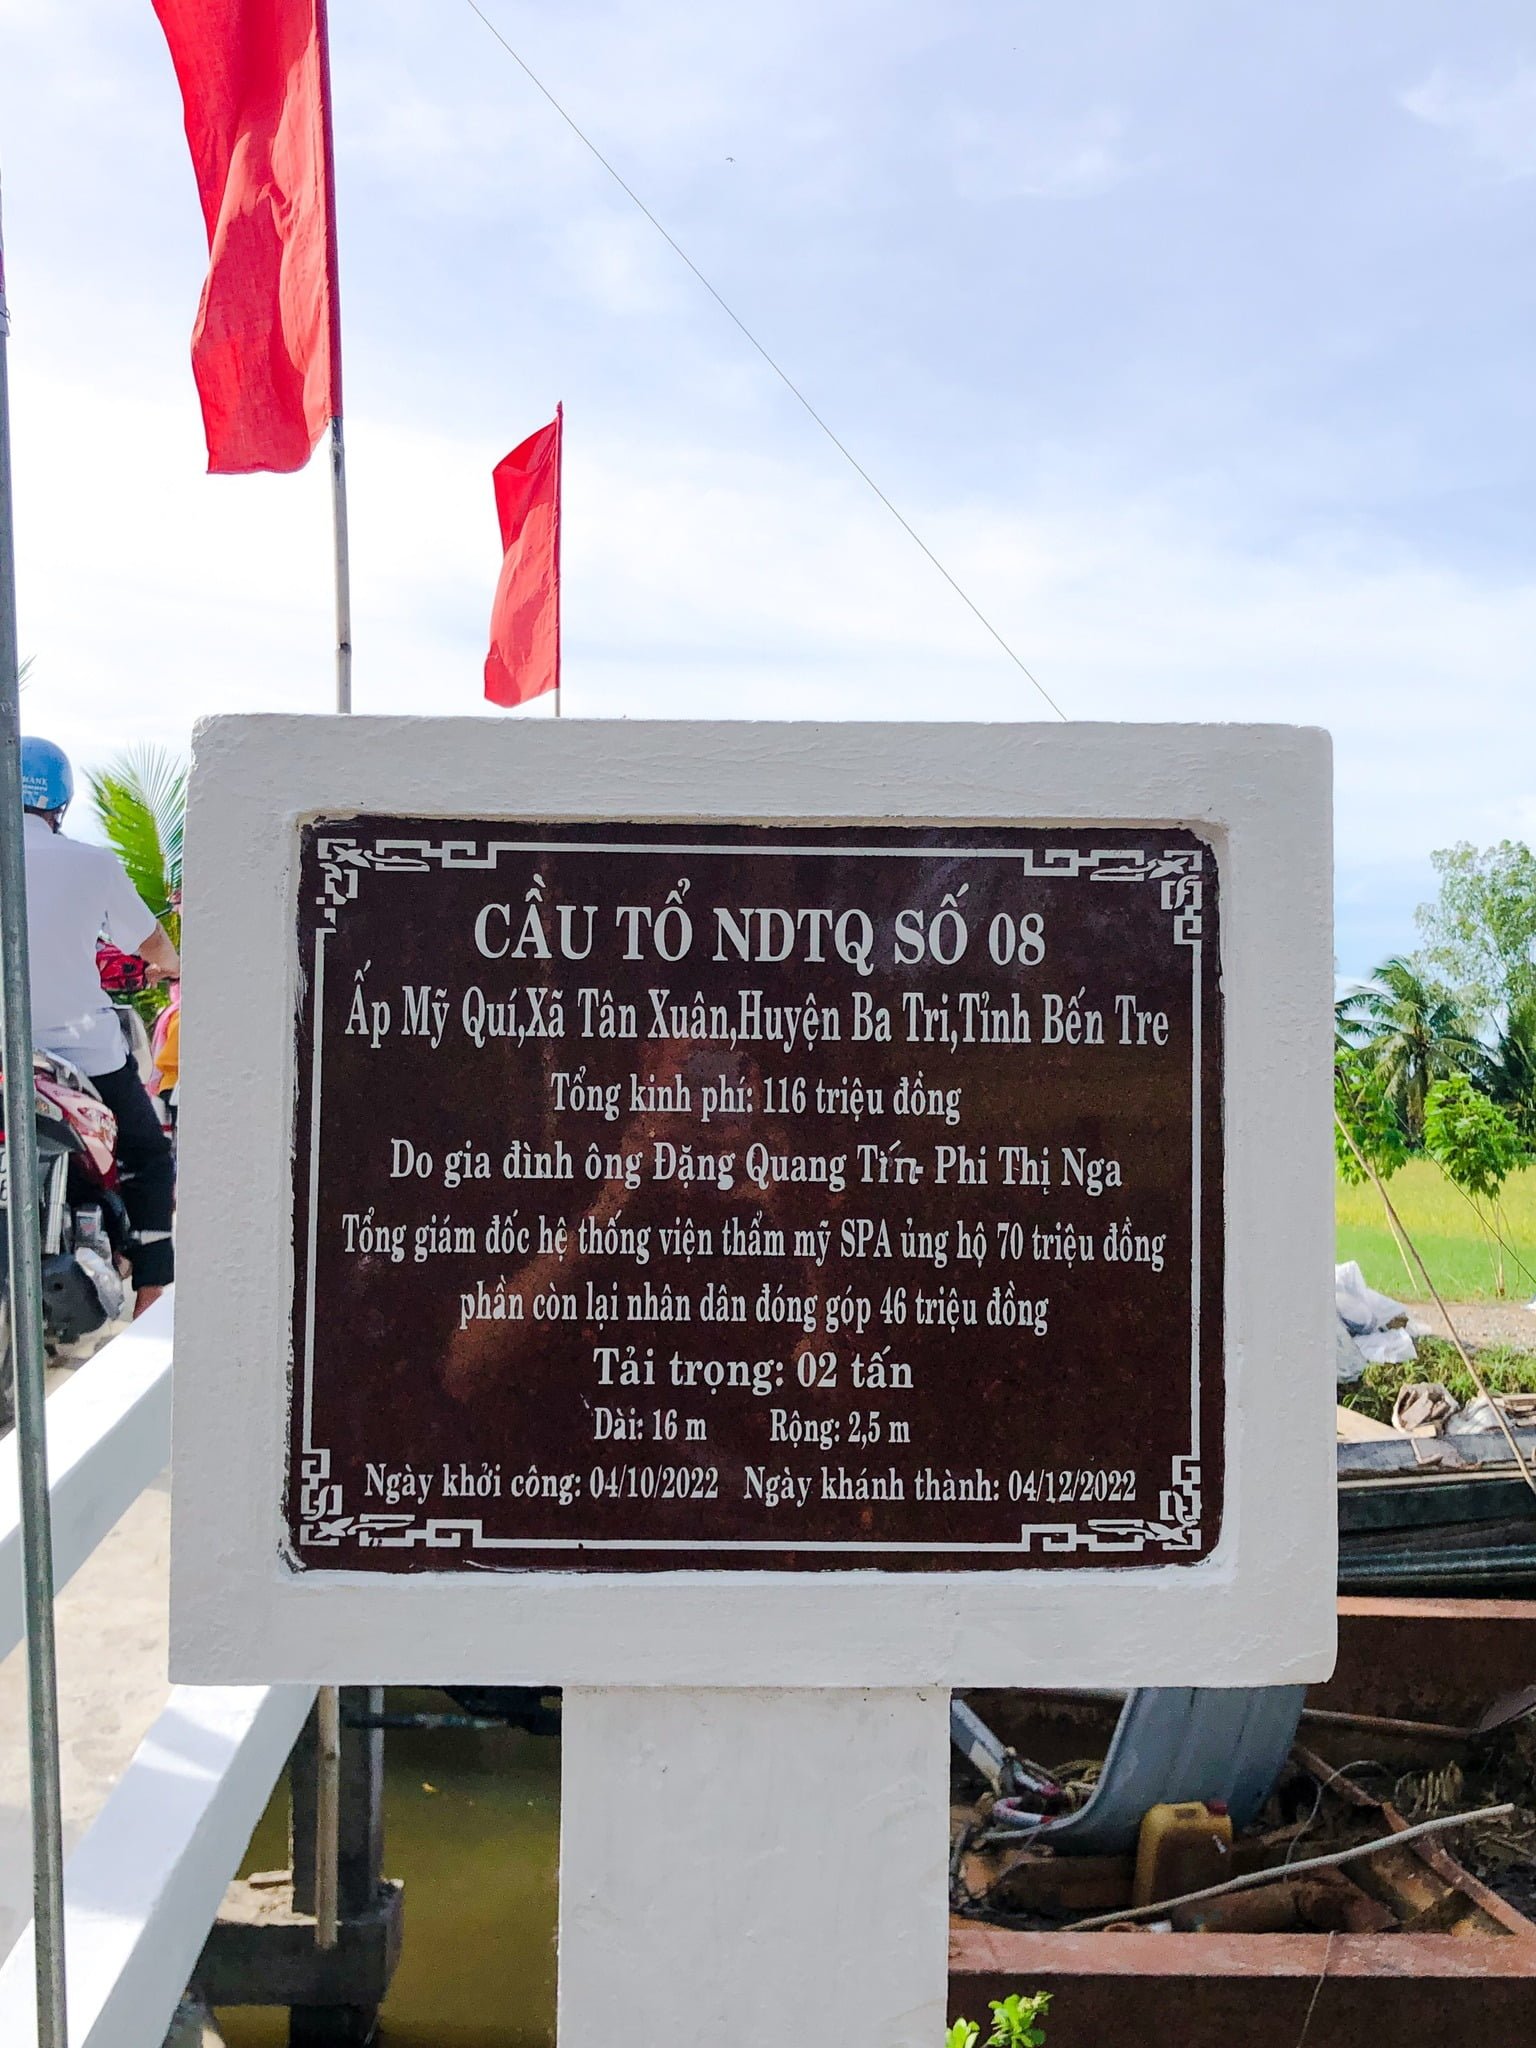 CẦU TỔ NDTQ SỐ 08
Ấp Mỹ Quí,Xã Tân Xuân,Huyện Ba Tri,Tỉnh Bến Tre
Tổng kinh phí: 116 triệu đồng
Do gia đình ông Đặng Quang Tín- Phi Thị Nga
Tổng giám đốc hệ thống viện thẩm mỹ SPA ủng hộ 70 triệu đồng
phần còn lại nhân dân đóng góp 46 triệu đồng
Tải trọng: 02 tấn
Dài: 16 m Rộng: 2,5 m
Ngày khởi công: 04/10/2022 Ngày khánh thành: 04/12/2022